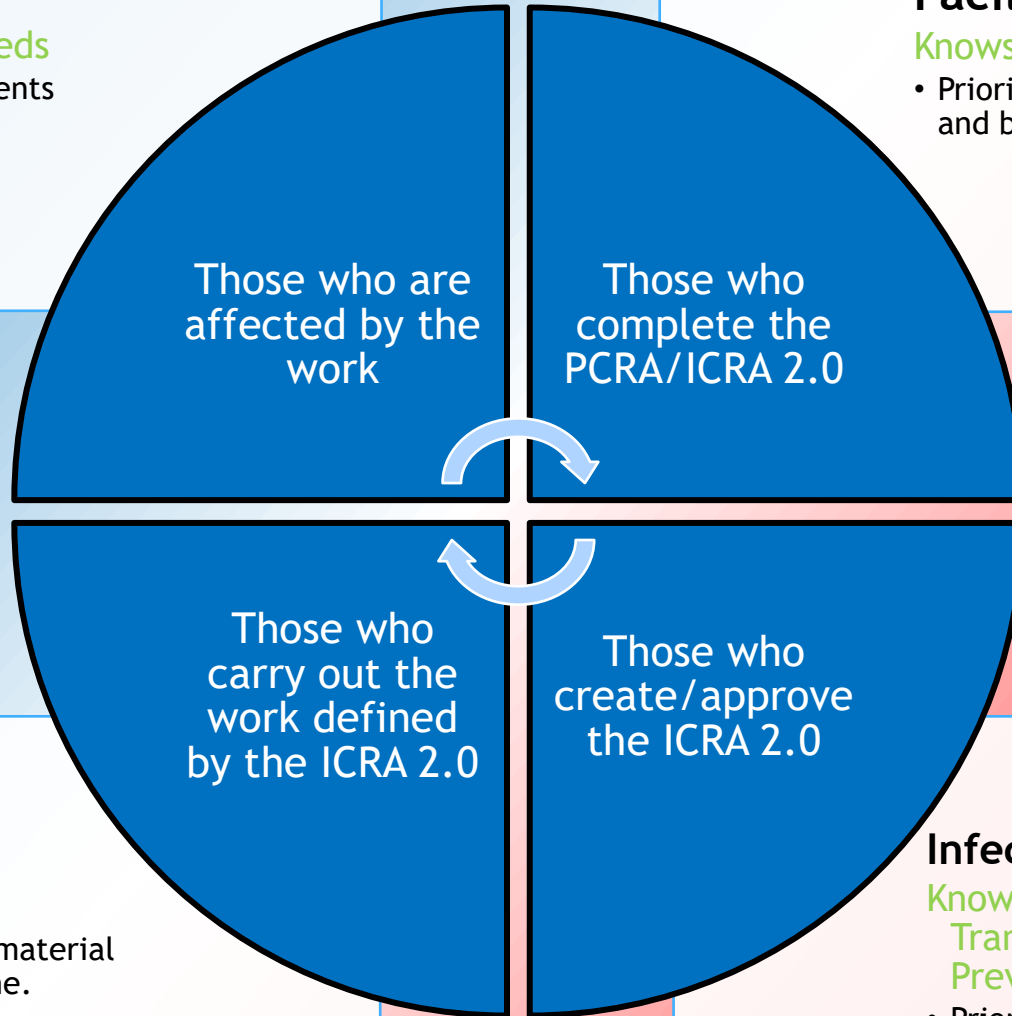 eds
ents
Knows
• Priori
and b
Those who are
affected by the
work
Those who
complete the
PCRA/ICRA 2.0
Those who
carry out the
work defined
by the ICRA 2.0
Those who
create/approve
the ICRA 2.0
material
e.
Infec
Know
Tran
Prev